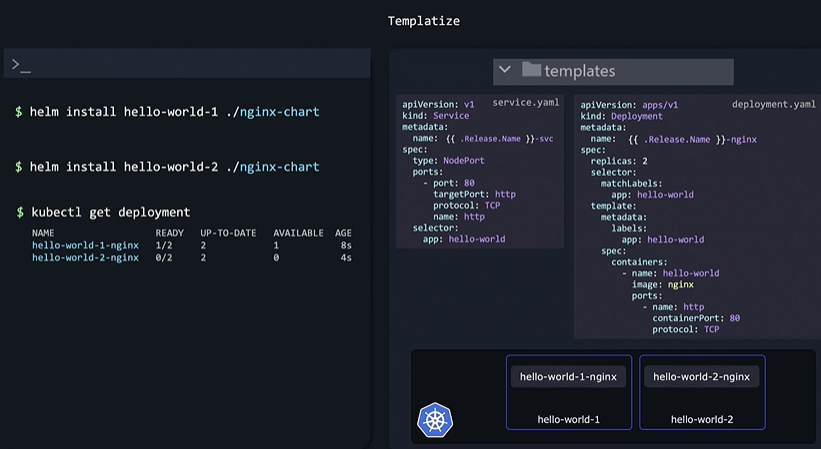 Templatize
>_
$ helm install hello-world-1 ./nginx-chart
$ helm install hello-world-2 ./nginx-chart
$ kubectl get deployment
NAME READY UP-TO-DATE AVAILABLE AGE
hello-world-1-nginx 1/2 2 1 8s
hello-world-2-nginx 0/2 2 0 4s
templates
service.yaml
apiVersion: v1
kind: Service
metadata:
  name: {{ .Release.Name }}-svc
spec:
  type: NodePort
  ports:
    - port: 80
      targetPort: http
      protocol: TCP
      name: http
  selector:
    app: hello-world
deployment.yaml
apiVersion: apps/v1
kind: Deployment
metadata:
  name: {{ .Release.Name }}-nginx
spec:
  replicas: 2
  selector:
    matchLabels:
      app: hello-world
  template:
    metadata:
      labels:
        app: hello-world
    spec:
      containers:
        - name: hello-world
          image: nginx
          ports:
            - name: http
              containerPort: 80
              protocol: TCP
hello-world-1-nginx
hello-world-1
hello-world-2-nginx
hello-world-2